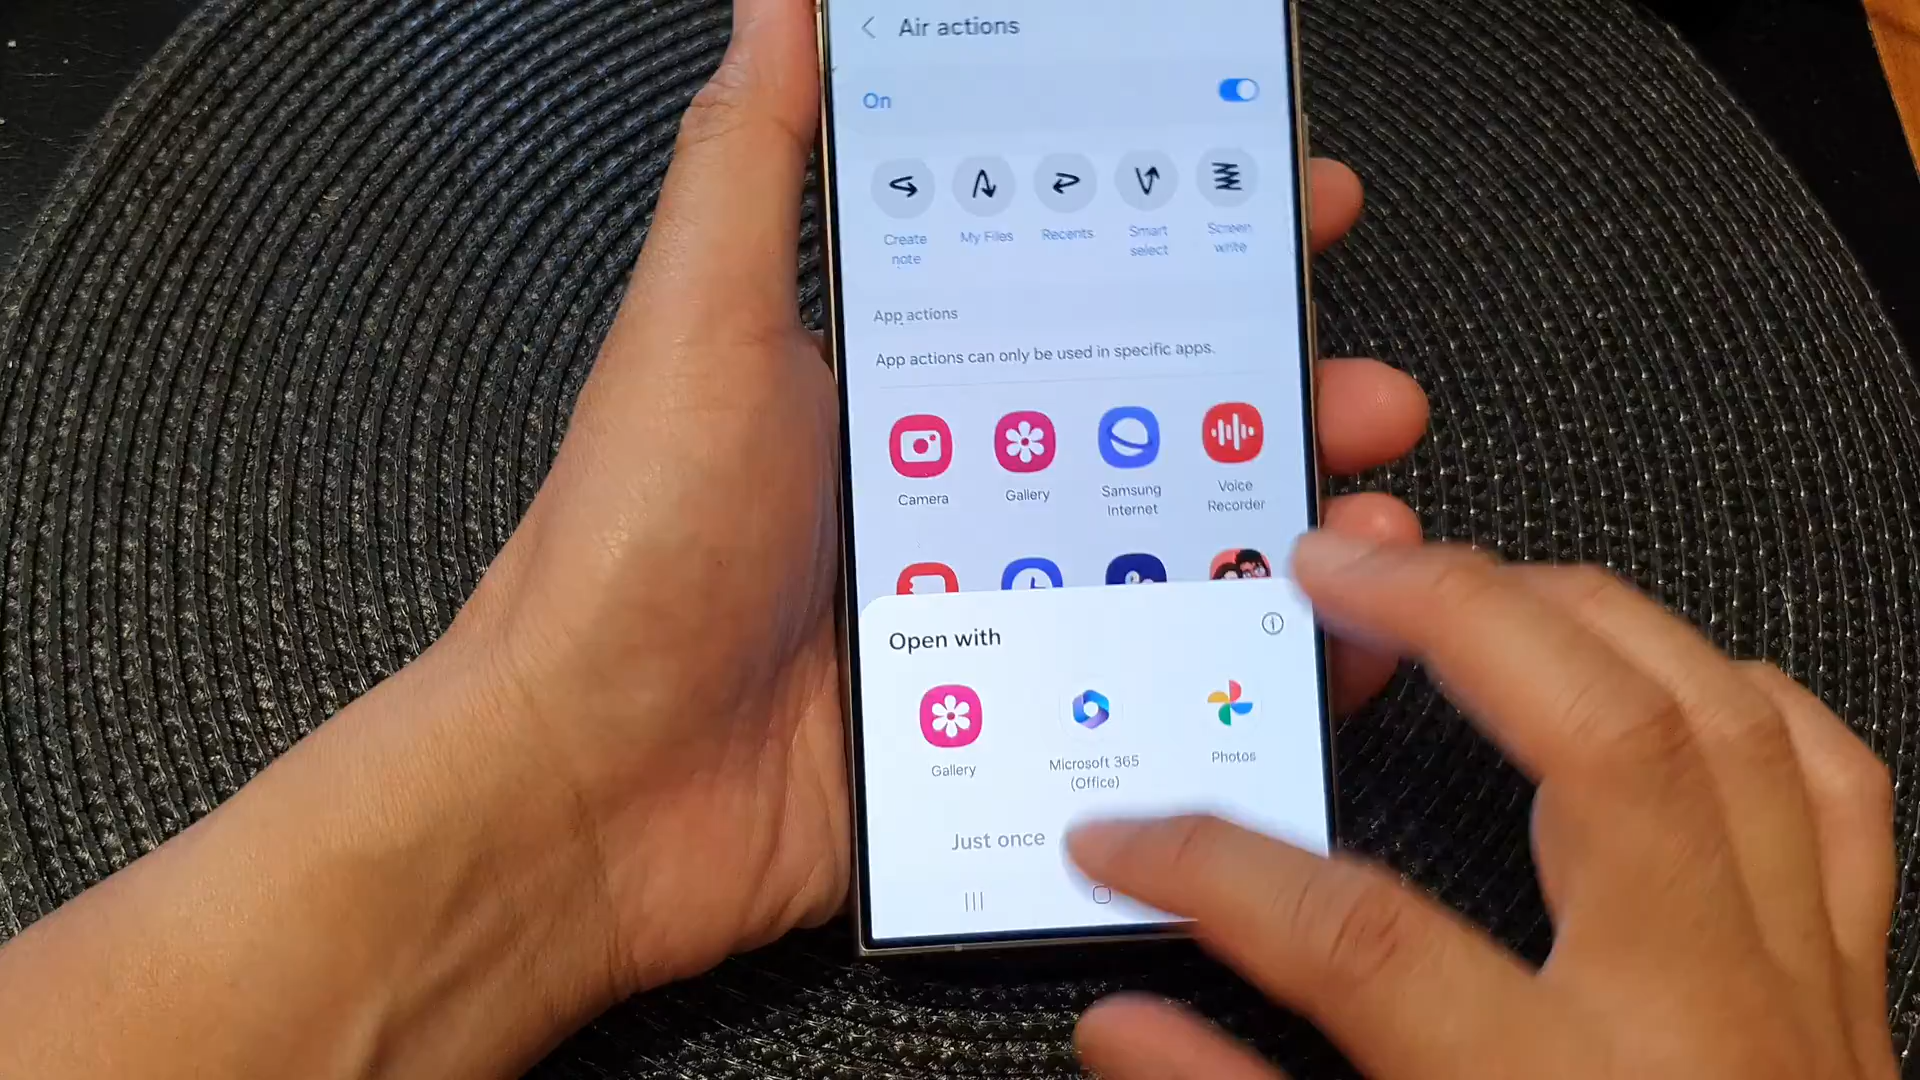 Air actions
On
Create
note
My Files
Recents
Smart
select
Screen
write
App actions
App actions can only be used in specific apps.
Camera
Gallery
Samsung
Internet
Voice
Recorder
Open with
Gallery
Microsoft 365
(Office)
Photos
Just once